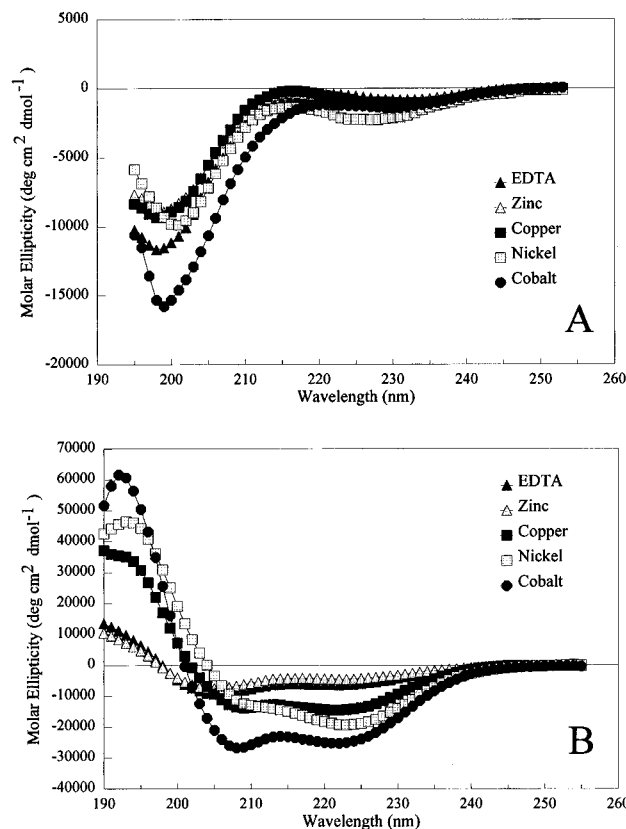 5000
0
-5000
-10000
-15000
-20000
Molar Ellipticity (deg cm² dmol⁻¹)
EDTA
Zinc
Copper
Nickel
Cobalt
A
190 200 210 220 230 240 250 260
Wavelength (nm)
70000
60000
50000
40000
30000
20000
10000
0
-10000
-20000
-30000
-40000
Molar Ellipticity (deg cm² dmol⁻¹)
EDTA
Zinc
Copper
Nickel
Cobalt
B
190 200 210 220 230 240 250 260
Wavelength (nm)